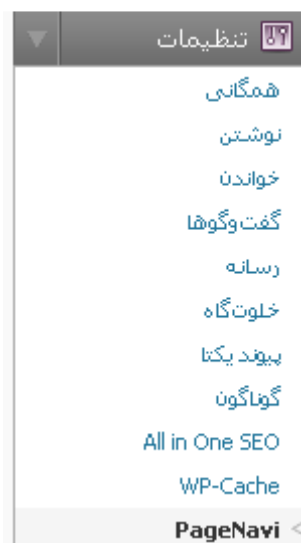 تنظیمات
همگانی
نوشتن
خواندن
گفت‌وگوها
رسانه
خلوت‌گاه
پیوند یکتا
گوناگون
All in One SEO
WP-Cache
PageNavi